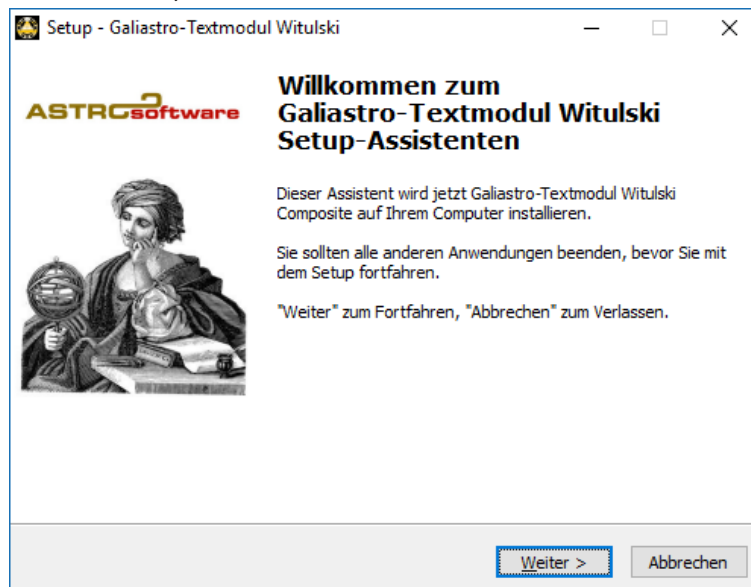 Setup - Galiastro-Textmodul Witulski
ASTROsoftware
Willkommen zum
Galiastro-Textmodul Witulski
Setup-Assistenten
Dieser Assistent wird jetzt Galiastro-Textmodul Witulski
Composite auf Ihrem Computer installieren.
Sie sollten alle anderen Anwendungen beenden, bevor Sie mit
dem Setup fortfahren.
"Weiter" zum Fortfahren, "Abbrechen" zum Verlassen.
Weiter >
Abbrechen